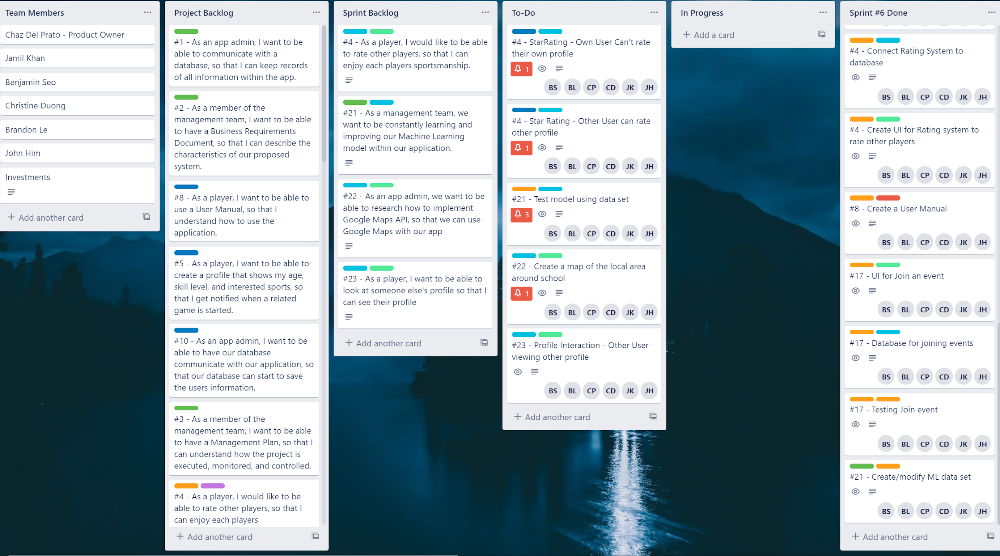 Team Members
Chaz Del Prato - Product Owner
Jamil Khan
Benjamin Seo
Christine Duong
Brandon Le
John Him
Investments
Add another card
Project Backlog
#1 - As an app admin, I want to be
able to communicate with a
database, so that I can keep records
of all information within the app.
#2 - As a member of the
management team, I want to be able
to have a Business Requirements
Document, so that I can describe the
characteristics of our proposed
system.
#8 - As a player, I want to be able to
use a User Manual, so that I
understand how to use the
application.
#5 - As a player, I want to be able to
create a profile that shows my age,
skill level, and interested sports, so
that I get notified when a related
game is started.
#10 - As an app admin, I want to be
able to have our database
communicate with our application, so
that our database can start to save
the users information.
#3 - As a member of the
management team, I want to be able
to have a Management Plan, so that I
can understand how the project is
executed, monitored, and controlled.
#4 - As a player, I would like to be
able to rate other players, so that I
can enjoy each players
Add another card
Sprint Backlog
#4 - As a player, I would like to be able
to rate other players, so that I can
enjoy each players sportsmanship.
#21 - As a management team, we
want to be constantly learning and
improving our Machine Learning
model within our application.
#22 - As an app admin, we want to be
able to research how to implement
Google Maps API, so that we can use
Google Maps with our app
#23 - As a player, I want to be able to
look at someone else's profile so that I
can see their profile
Add another card
To-Do
#4 - StarRating - Own User Can't rate
their own profile
1
BS BL CP CD JK JH
#4 - Star Rating - Other User can rate
other profile
1
BS BL CP CD JK JH
#21 - Test model using data set
3
BS BL CP CD JK JH
#22 - Create a map of the local area
around school
1
BS BL CP CD JK JH
#23 - Profile Interaction - Other User
viewing other profile
BS BL CP CD JK JH
Add another card
In Progress
Add a card
Sprint #6 Done
#4 - Connect Rating System to
database
BS BL CP CD JK JH
#4 - Create UI for Rating system to
rate other players
BS BL CP CD JK JH
#8 - Create a User Manual
BS BL CP CD JK JH
#17 - UI for Join an event
BS BL CP CD JK JH
#17 - Database for joining events
BS BL CP CD JK JH
#17 - Testing Join event
BS BL CP CD JK JH
#21 - Create/modify ML data set
BS BL CP CD JK JH
Add another card